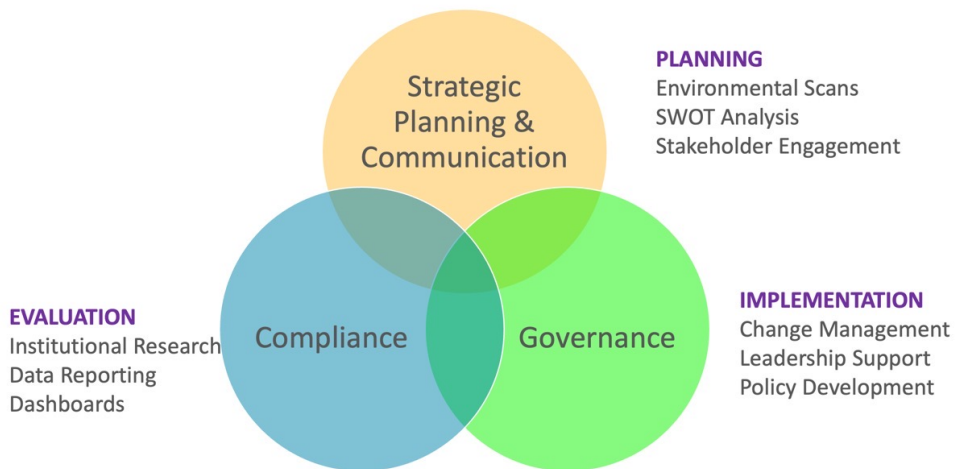 Strategic
Planning &
Communication
PLANNING
Environmental Scans
SWOT Analysis
Stakeholder Engagement
Compliance
Governance
EVALUATION
Institutional Research
Data Reporting
Dashboards
IMPLEMENTATION
Change Management
Leadership Support
Policy Development